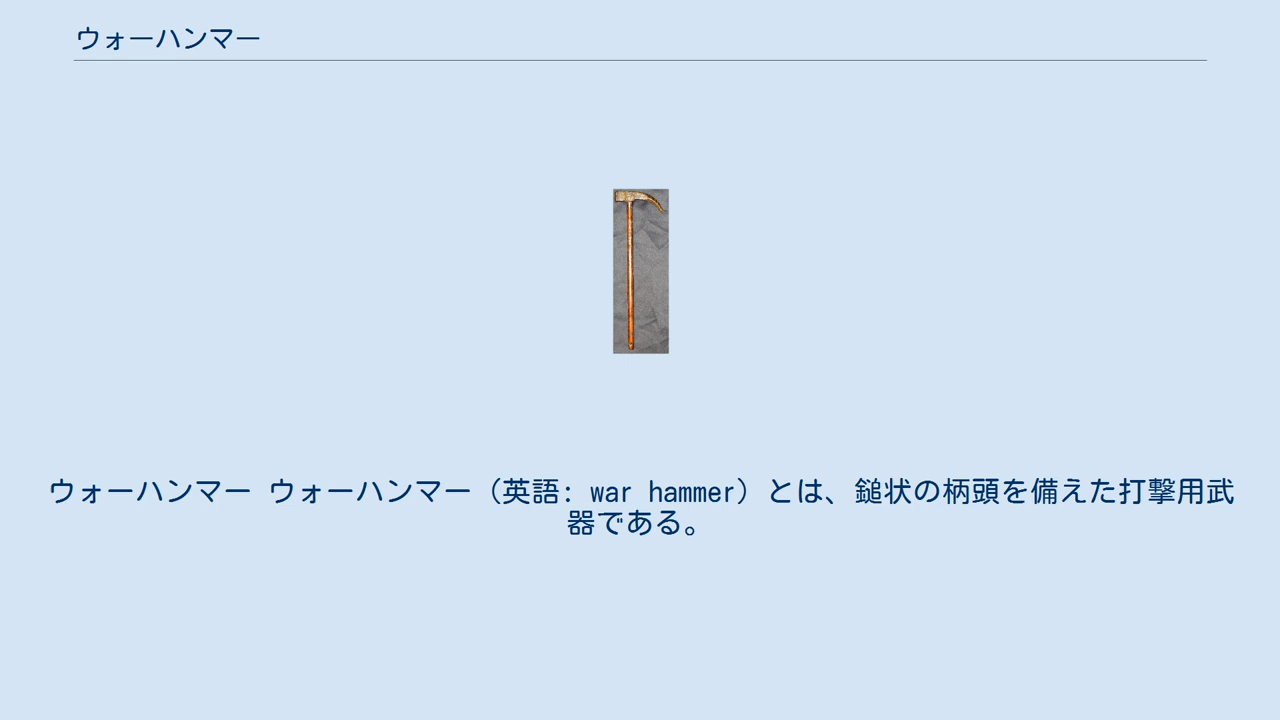 ウォーハンマー
ウォーハンマー ウォーハンマー（英語: war hammer）とは、鎚状の柄頭を備えた打撃用武
器である。